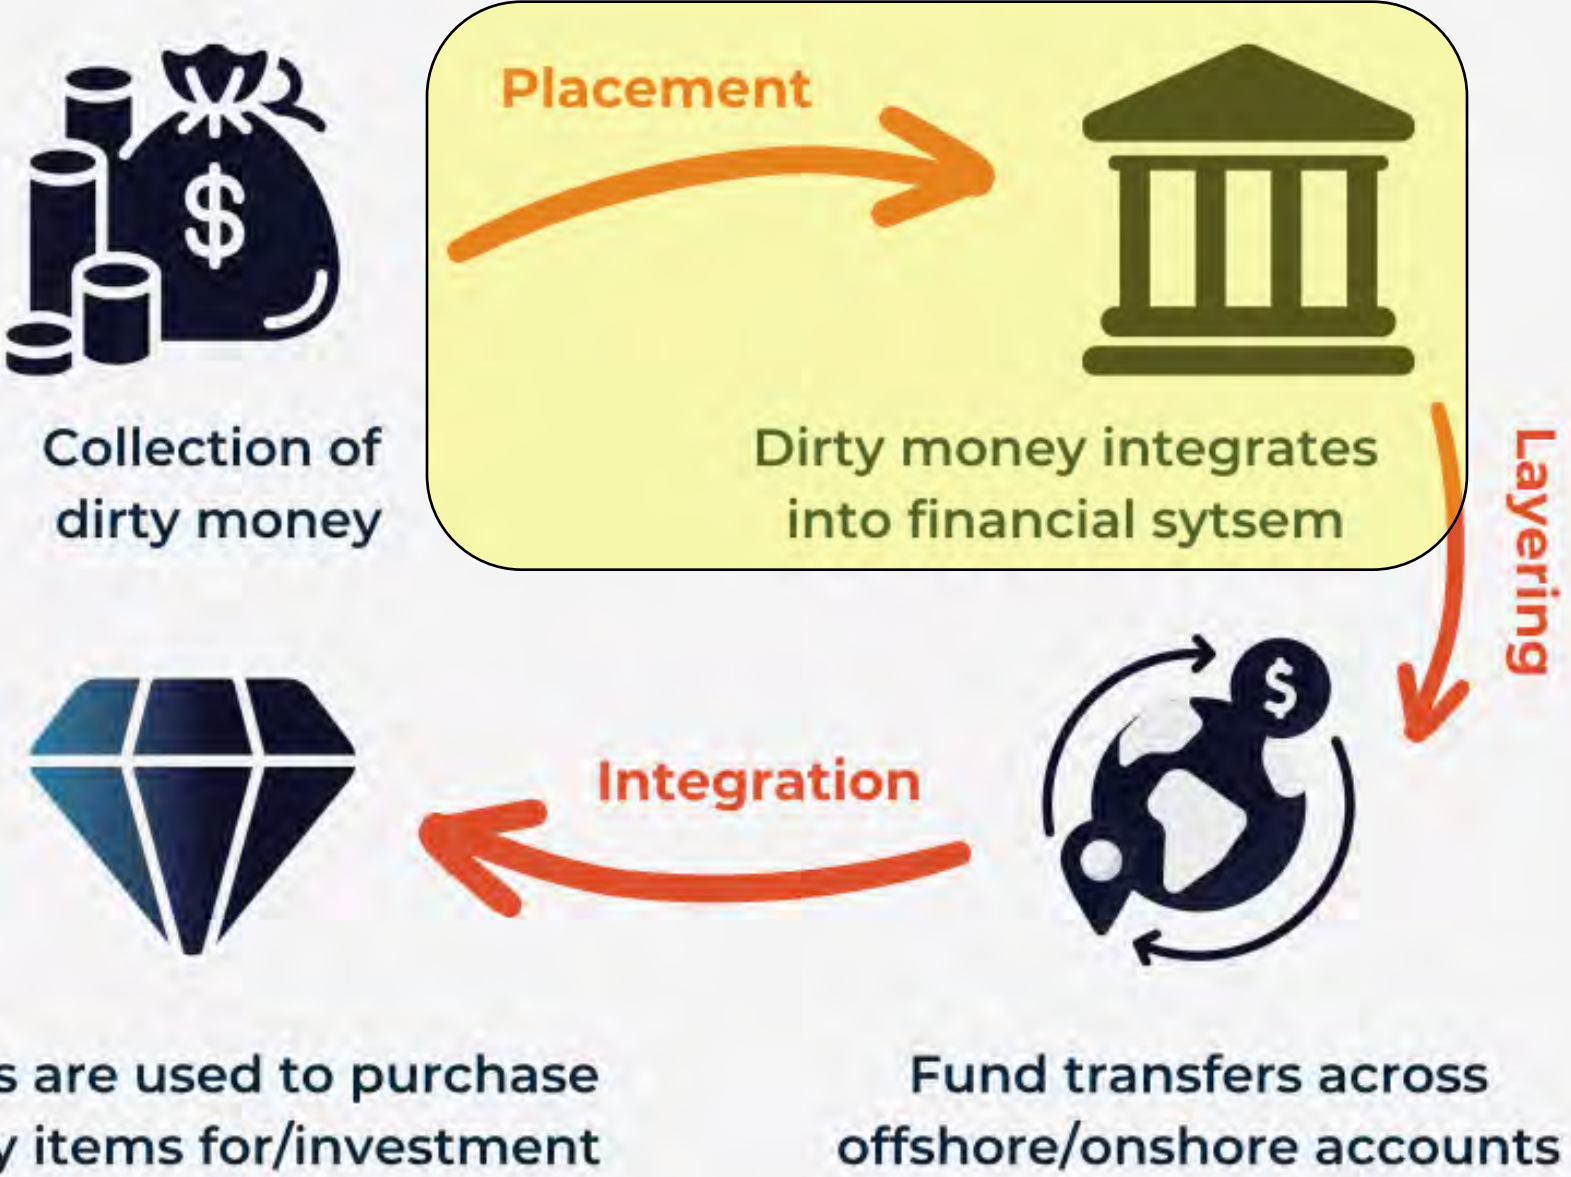 Placement
$
Collection of
dirty money
Dirty money integrates
into financial sytsem
Layering
$
Integration
s are used to purchase
y items for/investment
Fund transfers across
offshore/onshore accounts